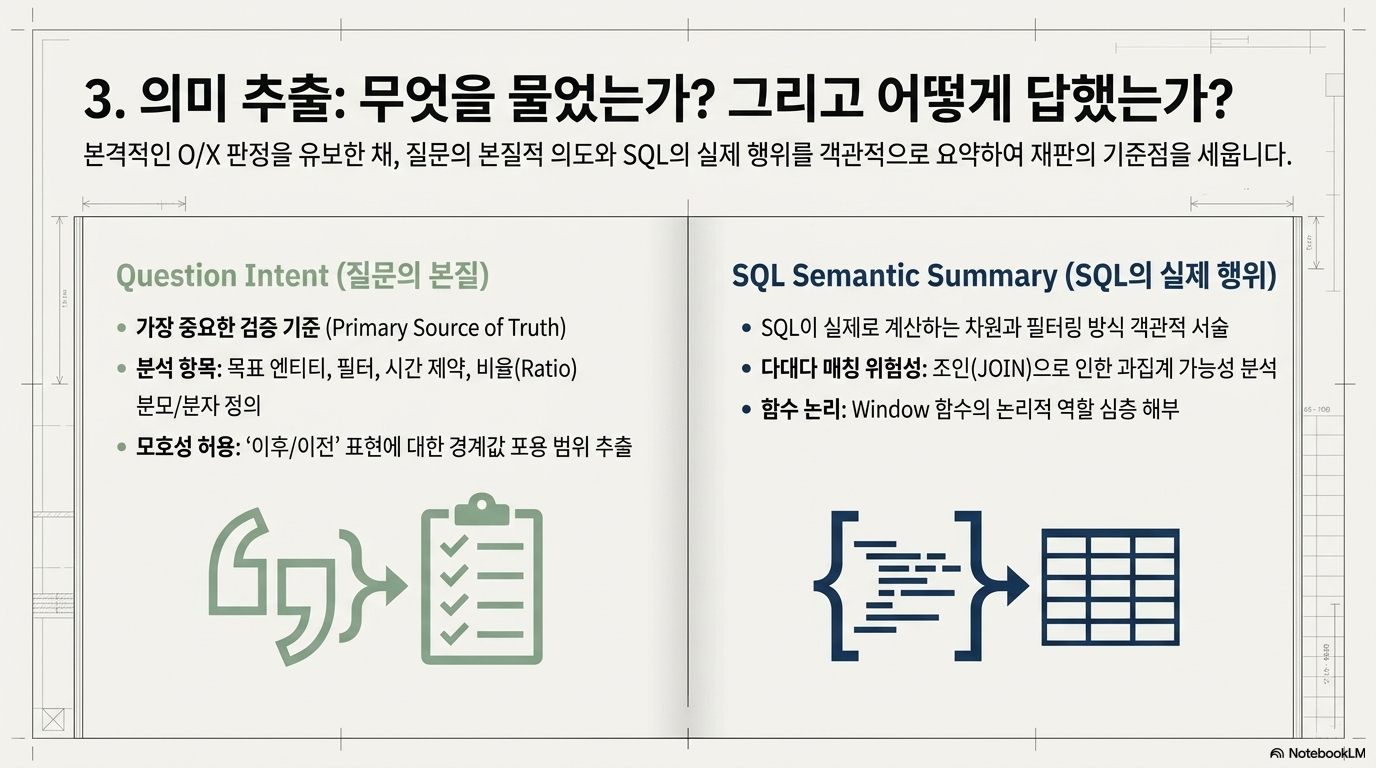 3. 의미 추출: 무엇을 물었는가? 그리고 어떻게 답했는가?
본격적인 O/X 판정을 유보한 채, 질문의 본질적 의도와 SQL의 실제 행위를 객관적으로 요약하여 재판의 기준점을 세웁니다.
Question Intent (질문의 본질)
• 가장 중요한 검증 기준 (Primary Source of Truth)
• 분석 항목: 목표 엔티티, 필터, 시간 제약, 비율(Ratio)
분모/분자 정의
• 모호성 허용: ‘이후/이전’ 표현에 대한 경계값 포용 범위 추출
SQL Semantic Summary (SQL의 실제 행위)
• SQL이 실제로 계산하는 차원과 필터링 방식 객관적 서술
• 다대다 매칭 위험성: 조인(JOIN)으로 인한 과집계 가능성 분석
• 함수 논리: Window 함수의 논리적 역할 심층 해부
NotebookLM